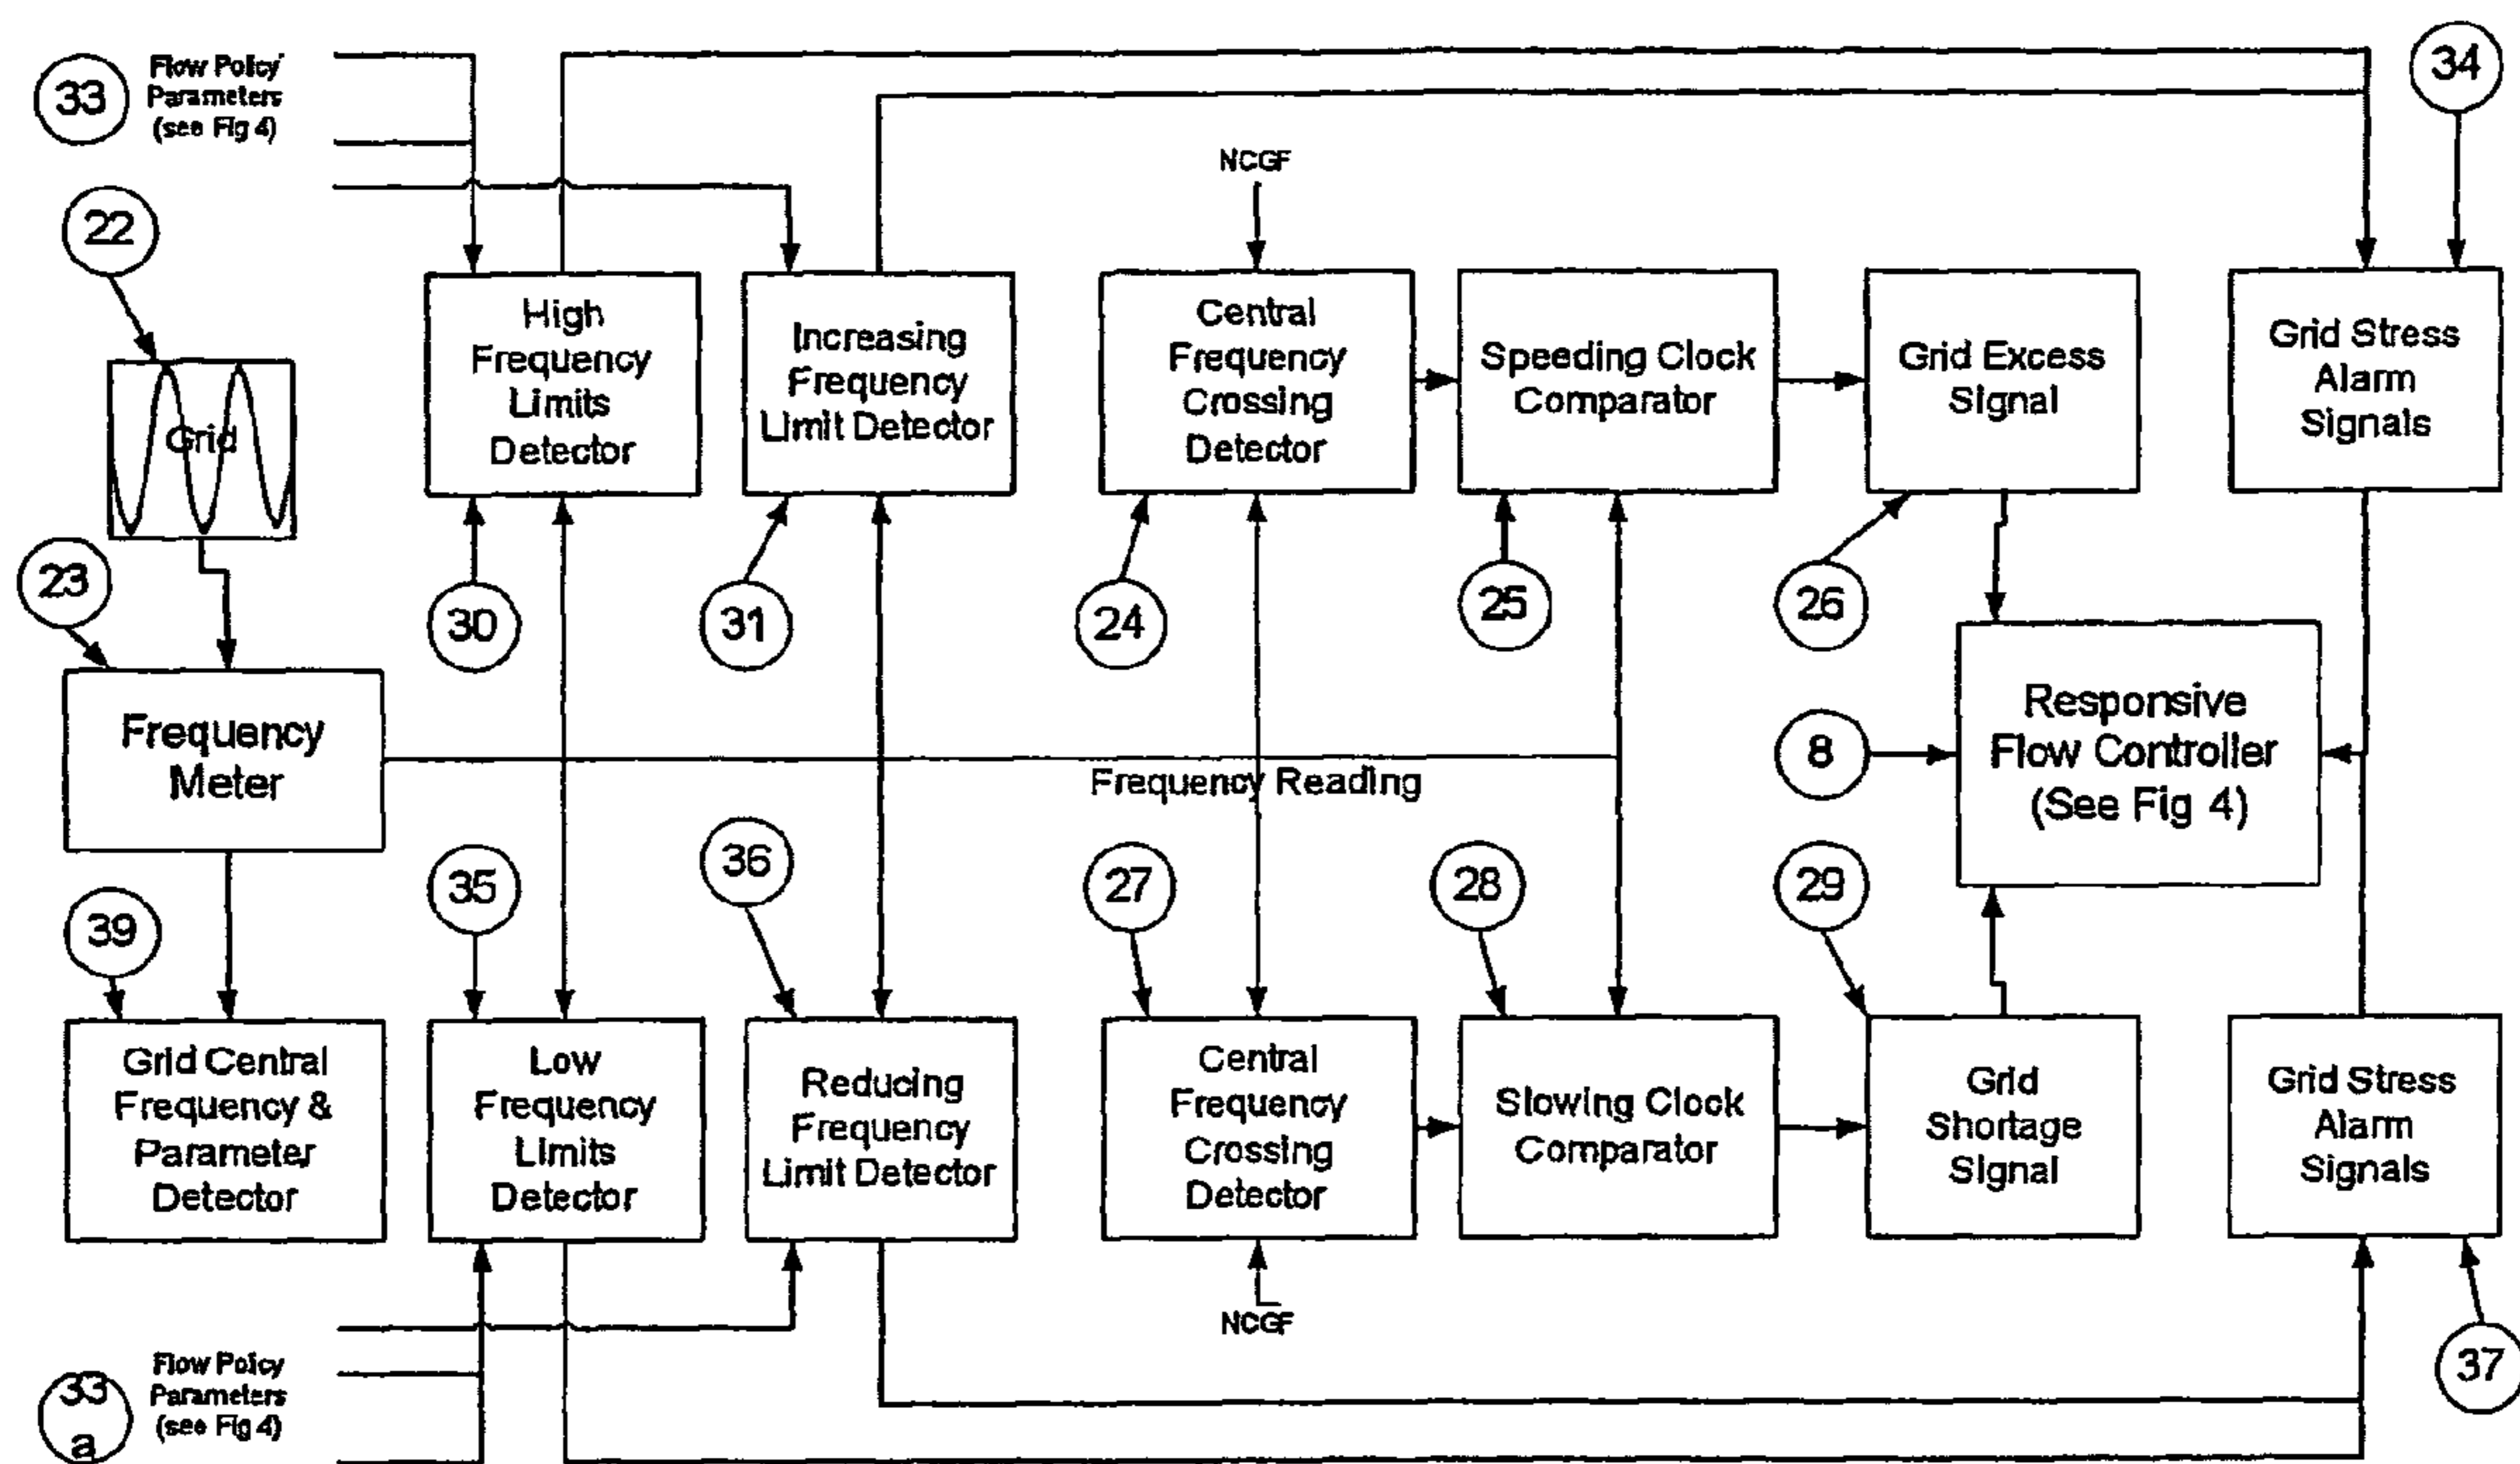 33
Flow Policy
Parameters
(see Fig 4)
34
NCGF
22
High
Frequency
Limits
Detector
Increasing
Frequency
Limit Detector
Central
Frequency
Crossing
Detector
Speeding Clock
Comparator
Grid Excess
Signal
Grid Stress
Alarm
Signals
Grid
23
30
31
24
25
26
Frequency
Meter
Frequency Reading
8
Responsive
Flow Controller
(See Fig 4)
39
35
36
27
28
29
Grid Central
Frequency &
Parameter
Detector
Low
Frequency
Limits
Detector
Reducing
Frequency
Limit Detector
Central
Frequency
Crossing
Detector
Slowing Clock
Comparator
Grid
Shortage
Signal
Grid Stress
Alarm
Signals
NCGF
33
a
Flow Policy
Parameters
(see Fig 4)
37